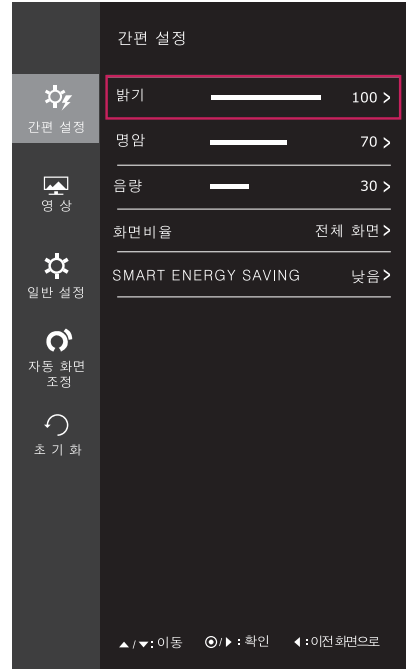 간편 설정
간편 설정
영 상
일반 설정
자동 화면
조정
초 기 화
밝기 100 >
명암 70 >
음량 30 >
화면비율 전체 화면 >
SMART ENERGY SAVING 낮음 >
▲/▼: 이동 ⦿/▶ : 확인 ◀ : 이전 화면으로